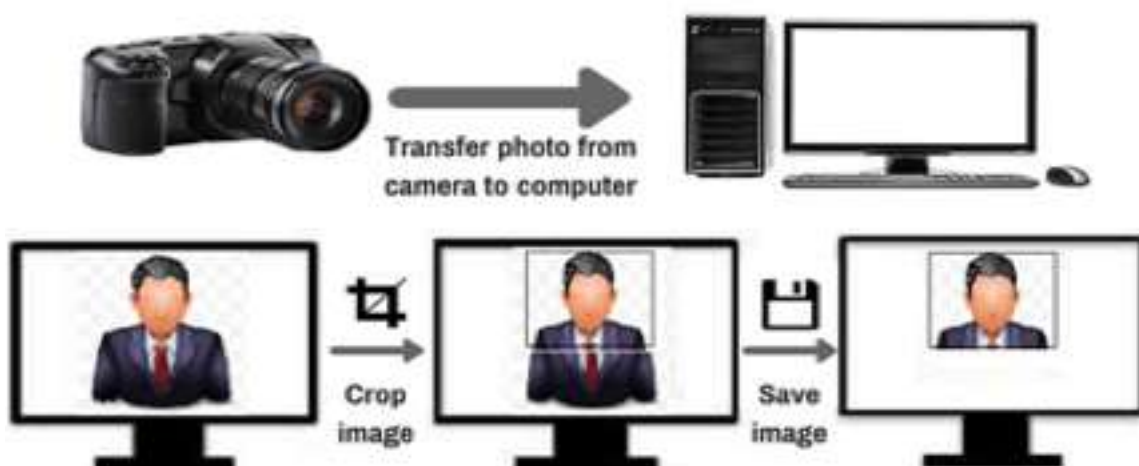 Transfer photo from
camera to computer
Crop
image
Save
image